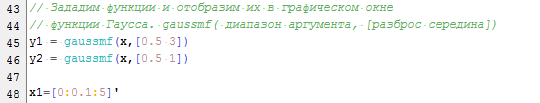 43 // Зададим функции и отобразим их в графическом окне
44 // функции Гаусса. gaussmf( диапазон аргумента, [разброс середина])
45 y1 = gaussmf(x,[0.5 3])
46 y2 = gaussmf(x,[0.5 1])
47
48 x1=[0:0.1:5]'